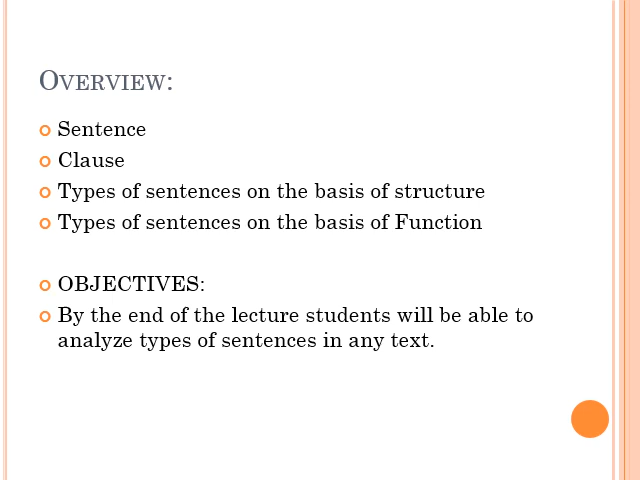 OVERVIEW:
Sentence
Clause
Types of sentences on the basis of structure
Types of sentences on the basis of Function
OBJECTIVES:
By the end of the lecture students will be able to
analyze types of sentences in any text.